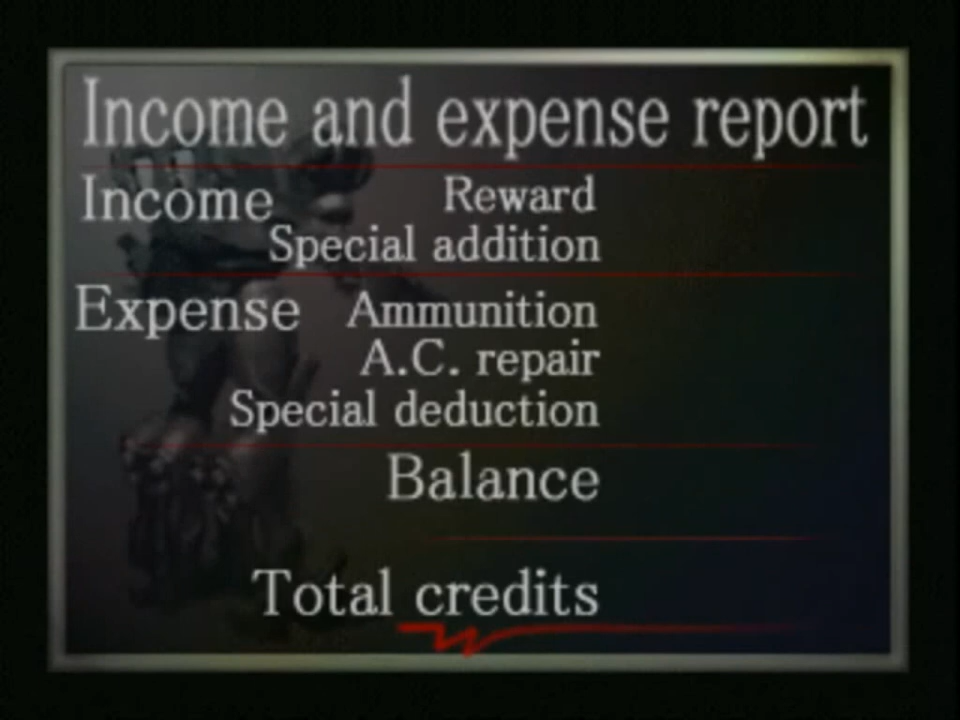 Income and expense report
Income Reward
Special addition
Expense Ammunition
A.C. repair
Special deduction
Balance
Total credits